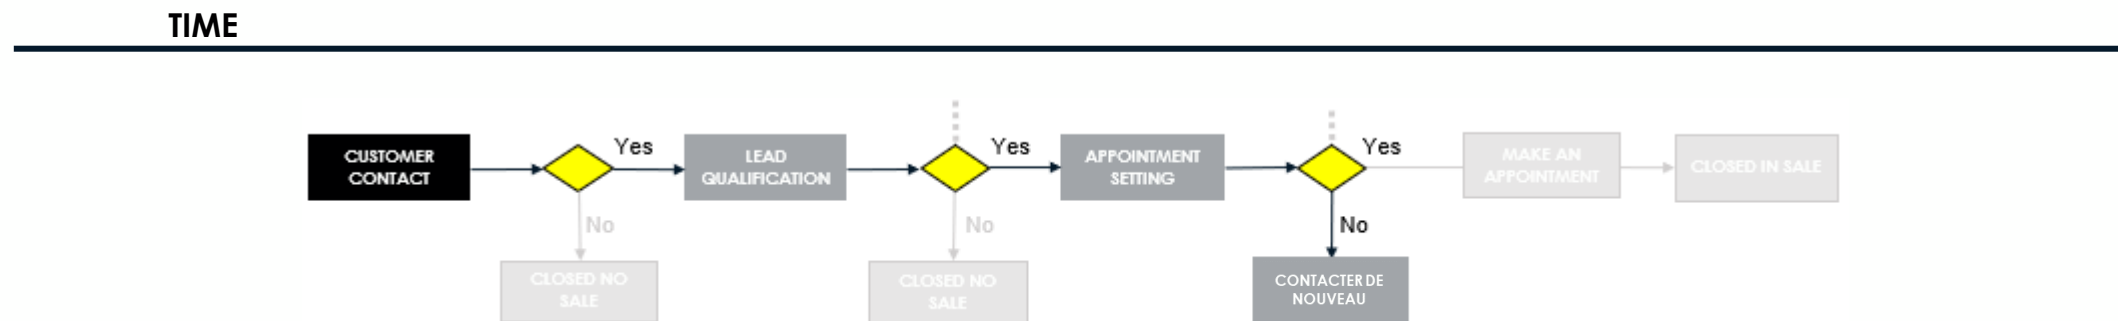 TIME
CUSTOMER
CONTACT
Yes
LEAD
QUALIFICATION
Yes
APPOINTMENT
SETTING
Yes
MAKE AN
APPOINTMENT
CLOSED IN SALE
No
No
No
CLOSED NO
SALE
CLOSED NO
SALE
CONTACTER DE
NOUVEAU